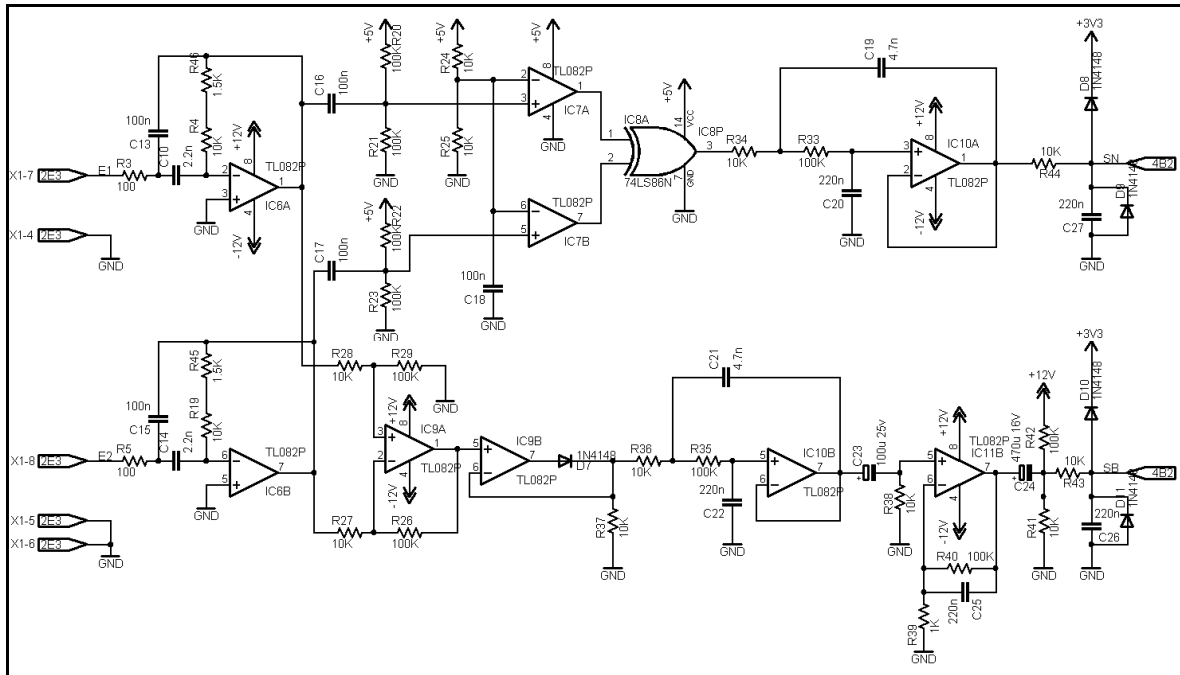 +5V
R20
100K
+5V
R24
10K
+5V
C19
4.7n
+3V3
D8
1N4148
R46
1.5K
C16
100n
TL082P
8
2
3
1
IC7A
4
GND
100n
C13
R4
10K
C10
2.2n
+12V
8
TL082P
2
3
1
IC6A
4
-12V
GND
X1-7
2E3
E1
R3
100
R21
100K
GND
R25
10K
GND
IC8A
+5V
14
VCC
IC8P
1
2
3
74LS86N
7
GND
GND
R34
10K
R33
100K
220n
C20
GND
+12V
8
IC10A
3
2
1
TL082P
4
-12V
10K
R44
SN
4B2
220n
C27
D9
1N4148
GND
X1-4
2E3
GND
+5V
R22
100K
C17
100n
R23
100K
GND
100n
C18
GND
TL082P
6
5
7
IC7B
R45
1.5K
100n
C15
R19
10K
C14
2.2n
TL082P
6
5
7
IC6B
GND
X1-8
2E3
E2
R5
100
X1-5
2E3
X1-6
2E3
GND
R28
10K
R29
100K
GND
+12V
8
IC9A
3
2
1
TL082P
4
-12V
R27
10K
R26
100K
IC9B
5
6
7
TL082P
1N4148
D7
R37
10K
GND
R36
10K
C21
4.7n
R35
100K
220n
C22
GND
IC10B
5
6
7
TL082P
C23
100u 25v
R38
10K
GND
+12V
8
TL082P
IC11B
5
6
7
4
-12V
R40
100K
220n
C25
R39
1K
GND
470u 16V
C24
+12V
R42
100K
R41
10K
GND
10K
R43
+3V3
D10
1N4148
SB
4B2
220n
C26
D11
1N4148
GND